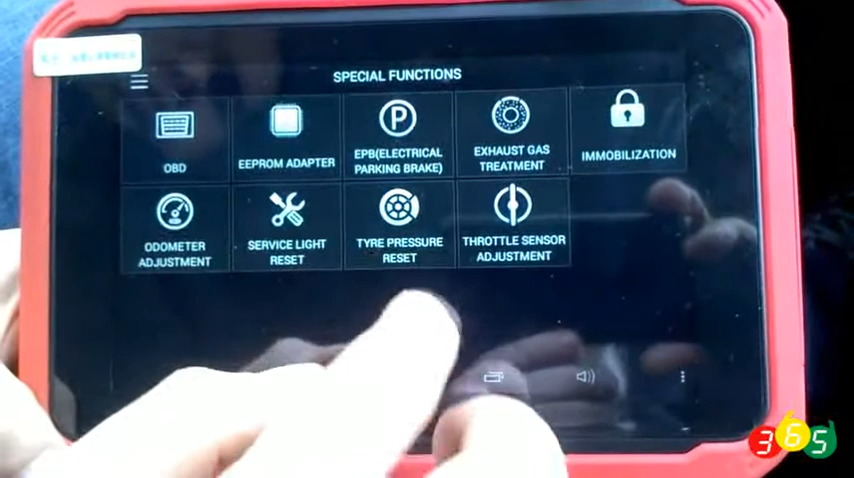 SPECIAL FUNCTIONS
OBD
EEPROM ADAPTER
EPB(ELECTRICAL
PARKING BRAKE)
EXHAUST GAS
TREATMENT
IMMOBILIZATION
ODOMETER
ADJUSTMENT
SERVICE LIGHT
RESET
TYRE PRESSURE
RESET
THROTTLE SENSOR
ADJUSTMENT
365